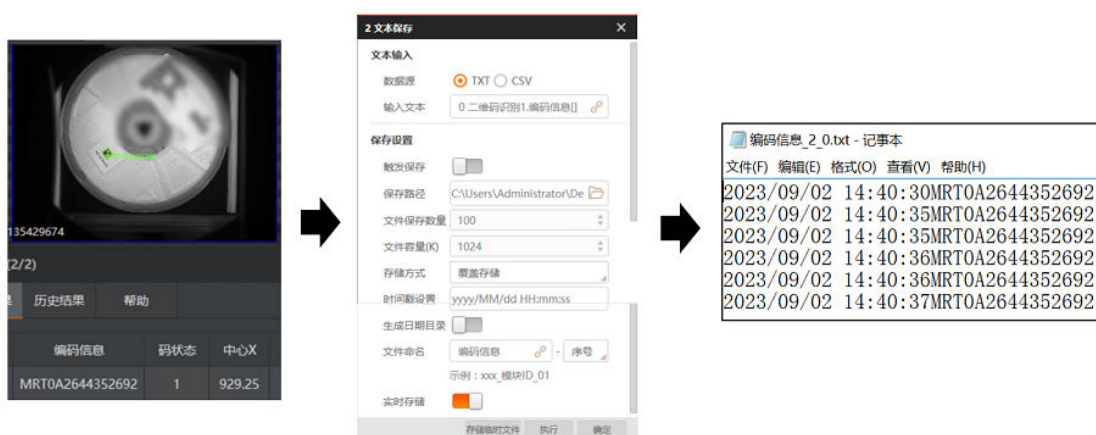 135429674
(2/2)
历史结果 帮助
编码信息 码状态 中心X
MRT0A2644352692 1 929.25
2 文本保存
文本输入
数据源 TXT CSV
输入文本 0 二维码识别1.编码信息[]
保存设置
触发保存
保存路径 C:\Users\Administrator\De
文件保存数量 100
文件容量(K) 1024
存储方式 覆盖存储
时间戳设置 yyyy/MM/dd HH:mm:ss
生成日期目录
文件命名 编码信息 - 序号
示例：xxx_模块ID_01
实时存储
存储临时文件 执行 确定
编码信息_2_0.txt - 记事本
文件(F) 编辑(E) 格式(O) 查看(V) 帮助(H)
2023/09/02 14:40:30MRT0A2644352692
2023/09/02 14:40:35MRT0A2644352692
2023/09/02 14:40:35MRT0A2644352692
2023/09/02 14:40:36MRT0A2644352692
2023/09/02 14:40:36MRT0A2644352692
2023/09/02 14:40:37MRT0A2644352692